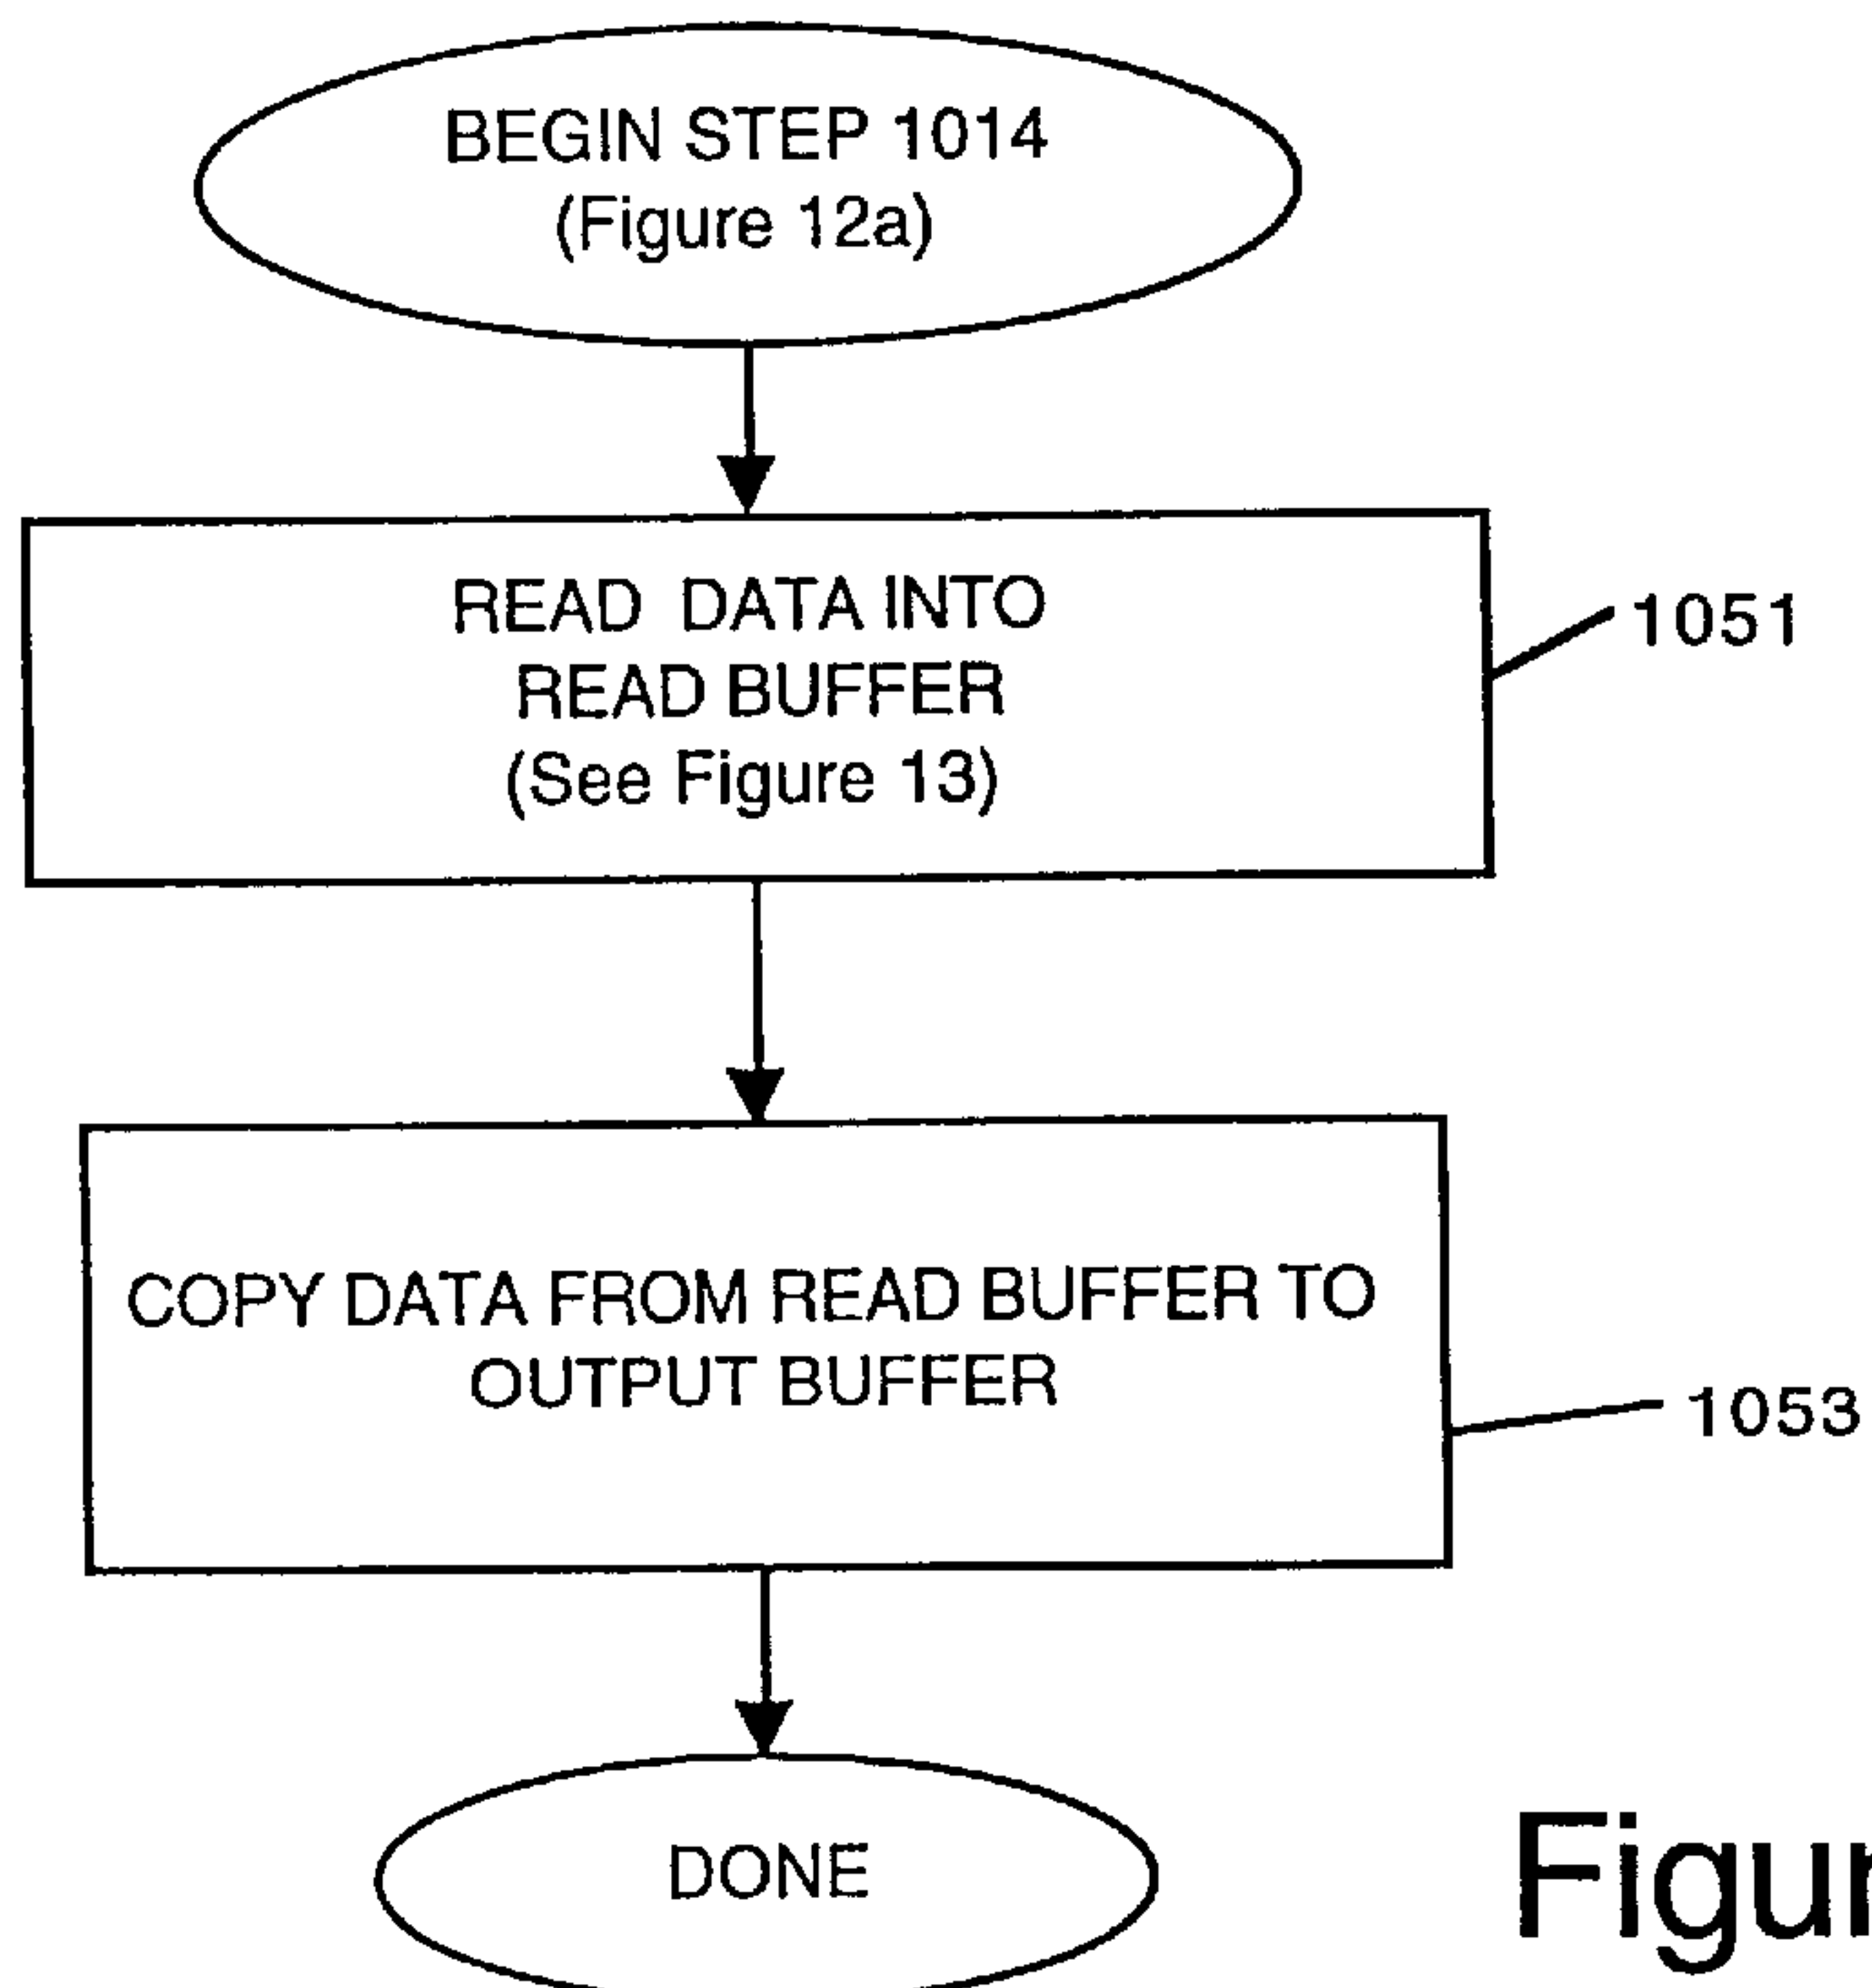 BEGIN STEP 1014
(Figure 12a)
READ DATA INTO
READ BUFFER
(See Figure 13)
1051
COPY DATA FROM READ BUFFER TO
OUTPUT BUFFER
1053
DONE